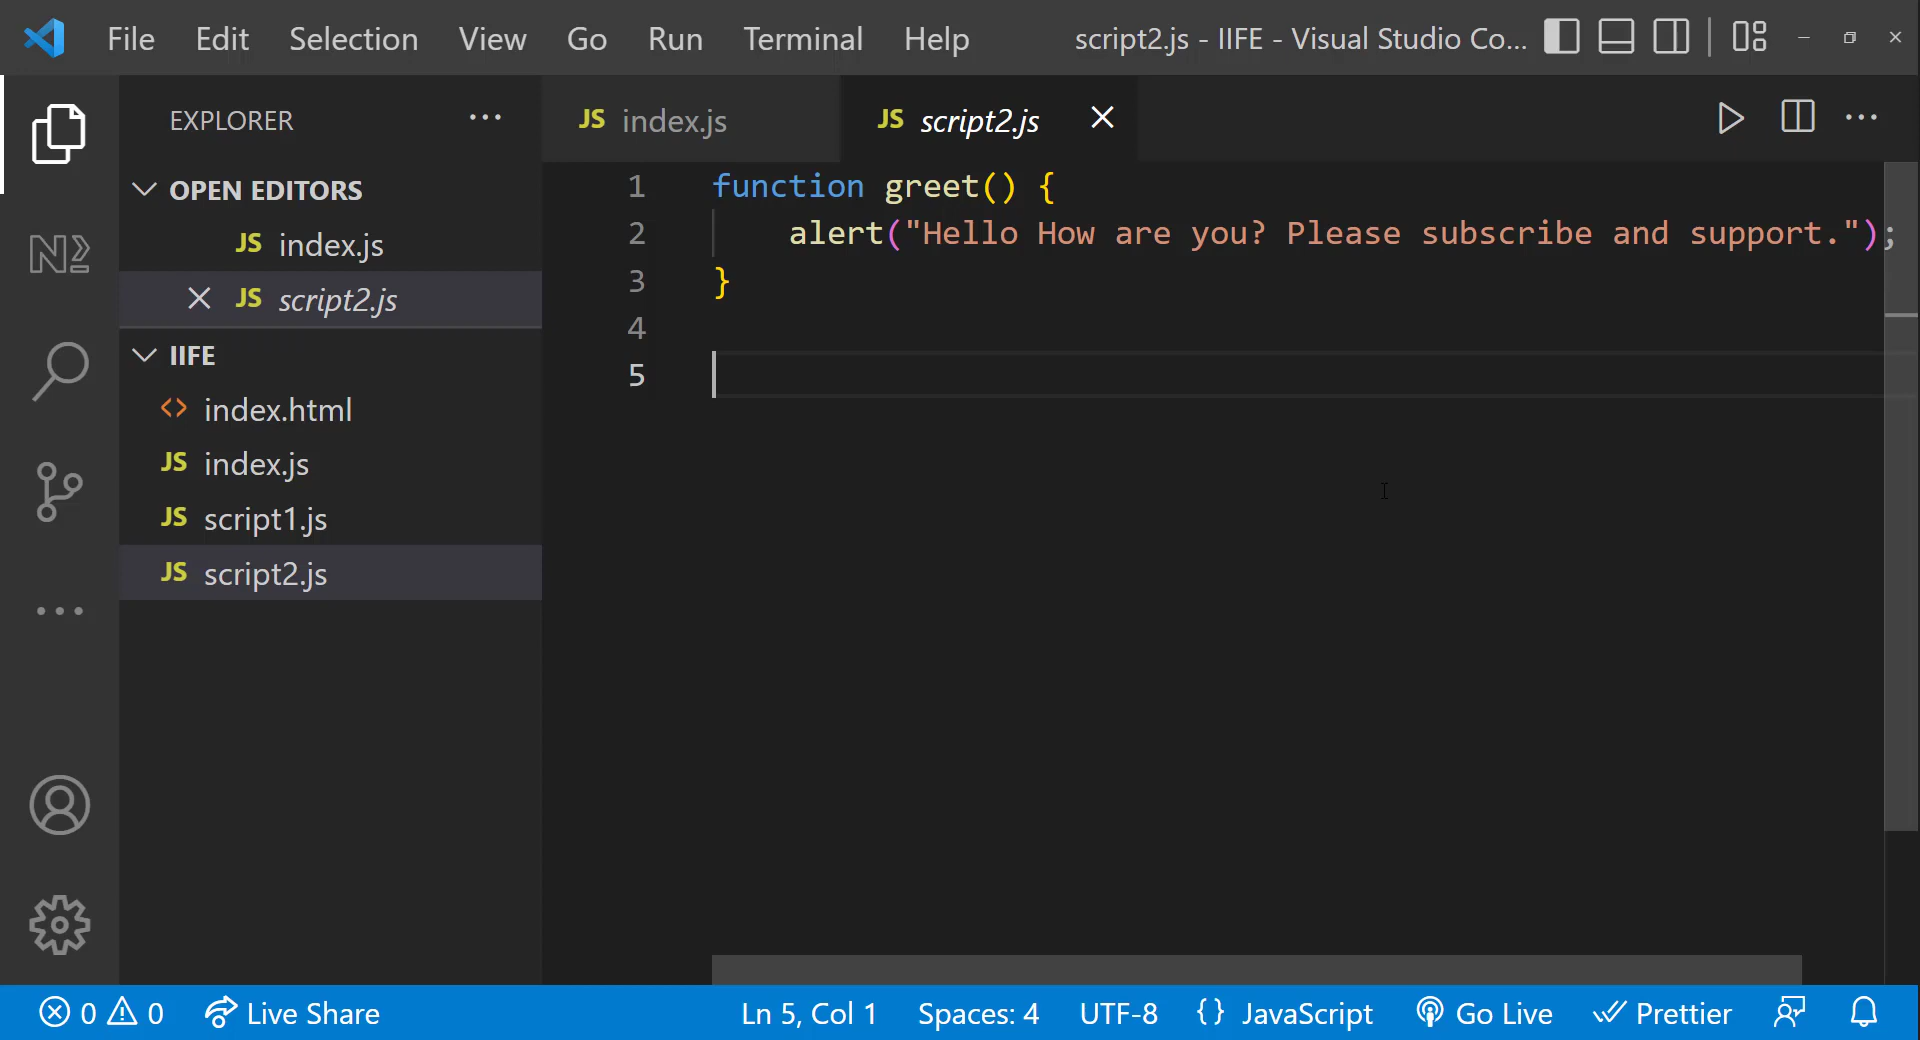 File Edit Selection View Go Run Terminal Help script2.js - IIFE - Visual Studio Co...
EXPLORER
JS index.js JS script2.js
OPEN EDITORS
JS index.js
JS script2.js
IIFE
<> index.html
JS index.js
JS script1.js
JS script2.js
1 function greet() {
2 alert("Hello How are you? Please subscribe and support.");
3 }
4
5
0 0 Live Share Ln 5, Col 1 Spaces: 4 UTF-8 {} JavaScript Go Live Prettier